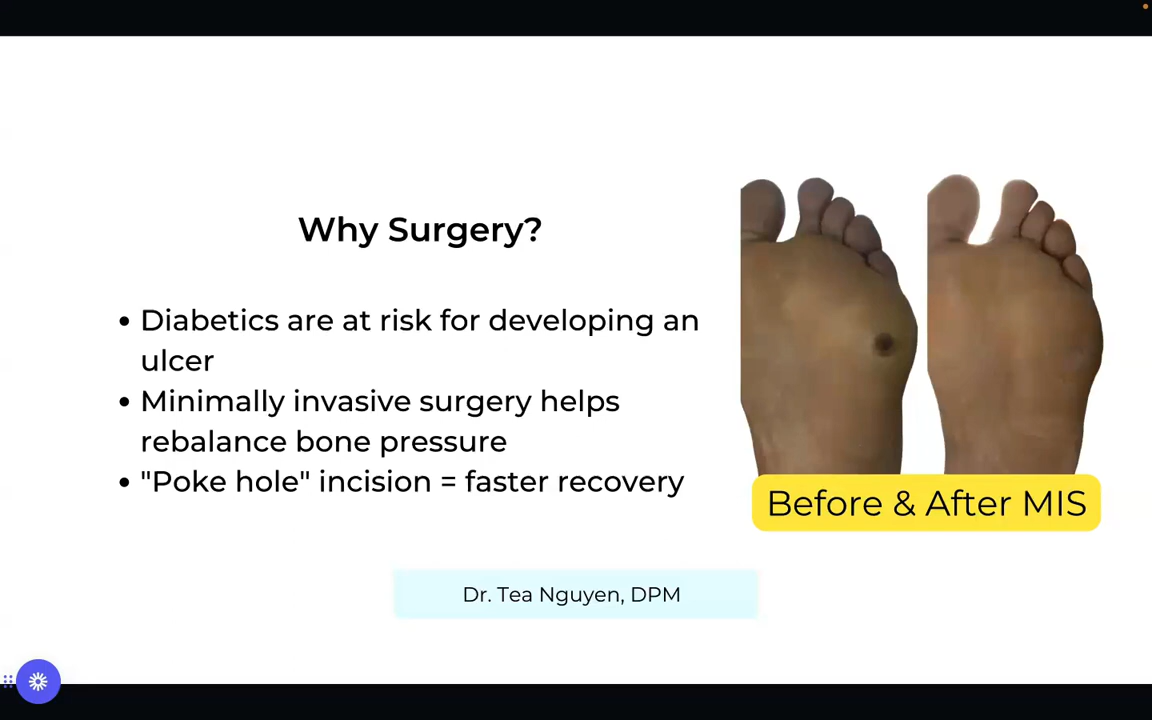 Why Surgery?
• Diabetics are at risk for developing an
ulcer
• Minimally invasive surgery helps
rebalance bone pressure
• "Poke hole" incision = faster recovery
Before & After MIS
Dr. Tea Nguyen, DPM